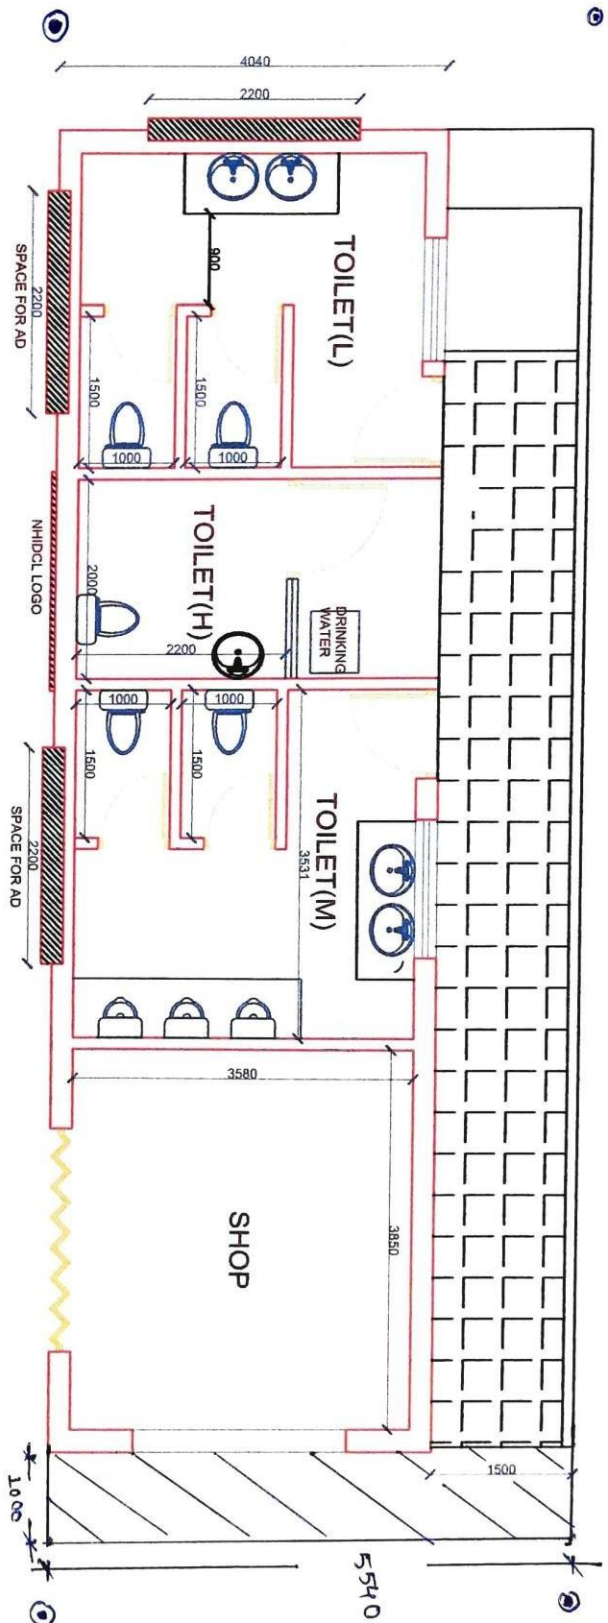 4040
2200
TOILET(L)
900
2200
SPACE FOR AD
1500
1500
1000
1000
NHIDCL LOGO
TOILET(H)
2000
2200
DRINKING
WATER
1000
1000
1500
1500
TOILET(M)
3531
2200
SPACE FOR AD
3580
3850
SHOP
1500
1000
5540